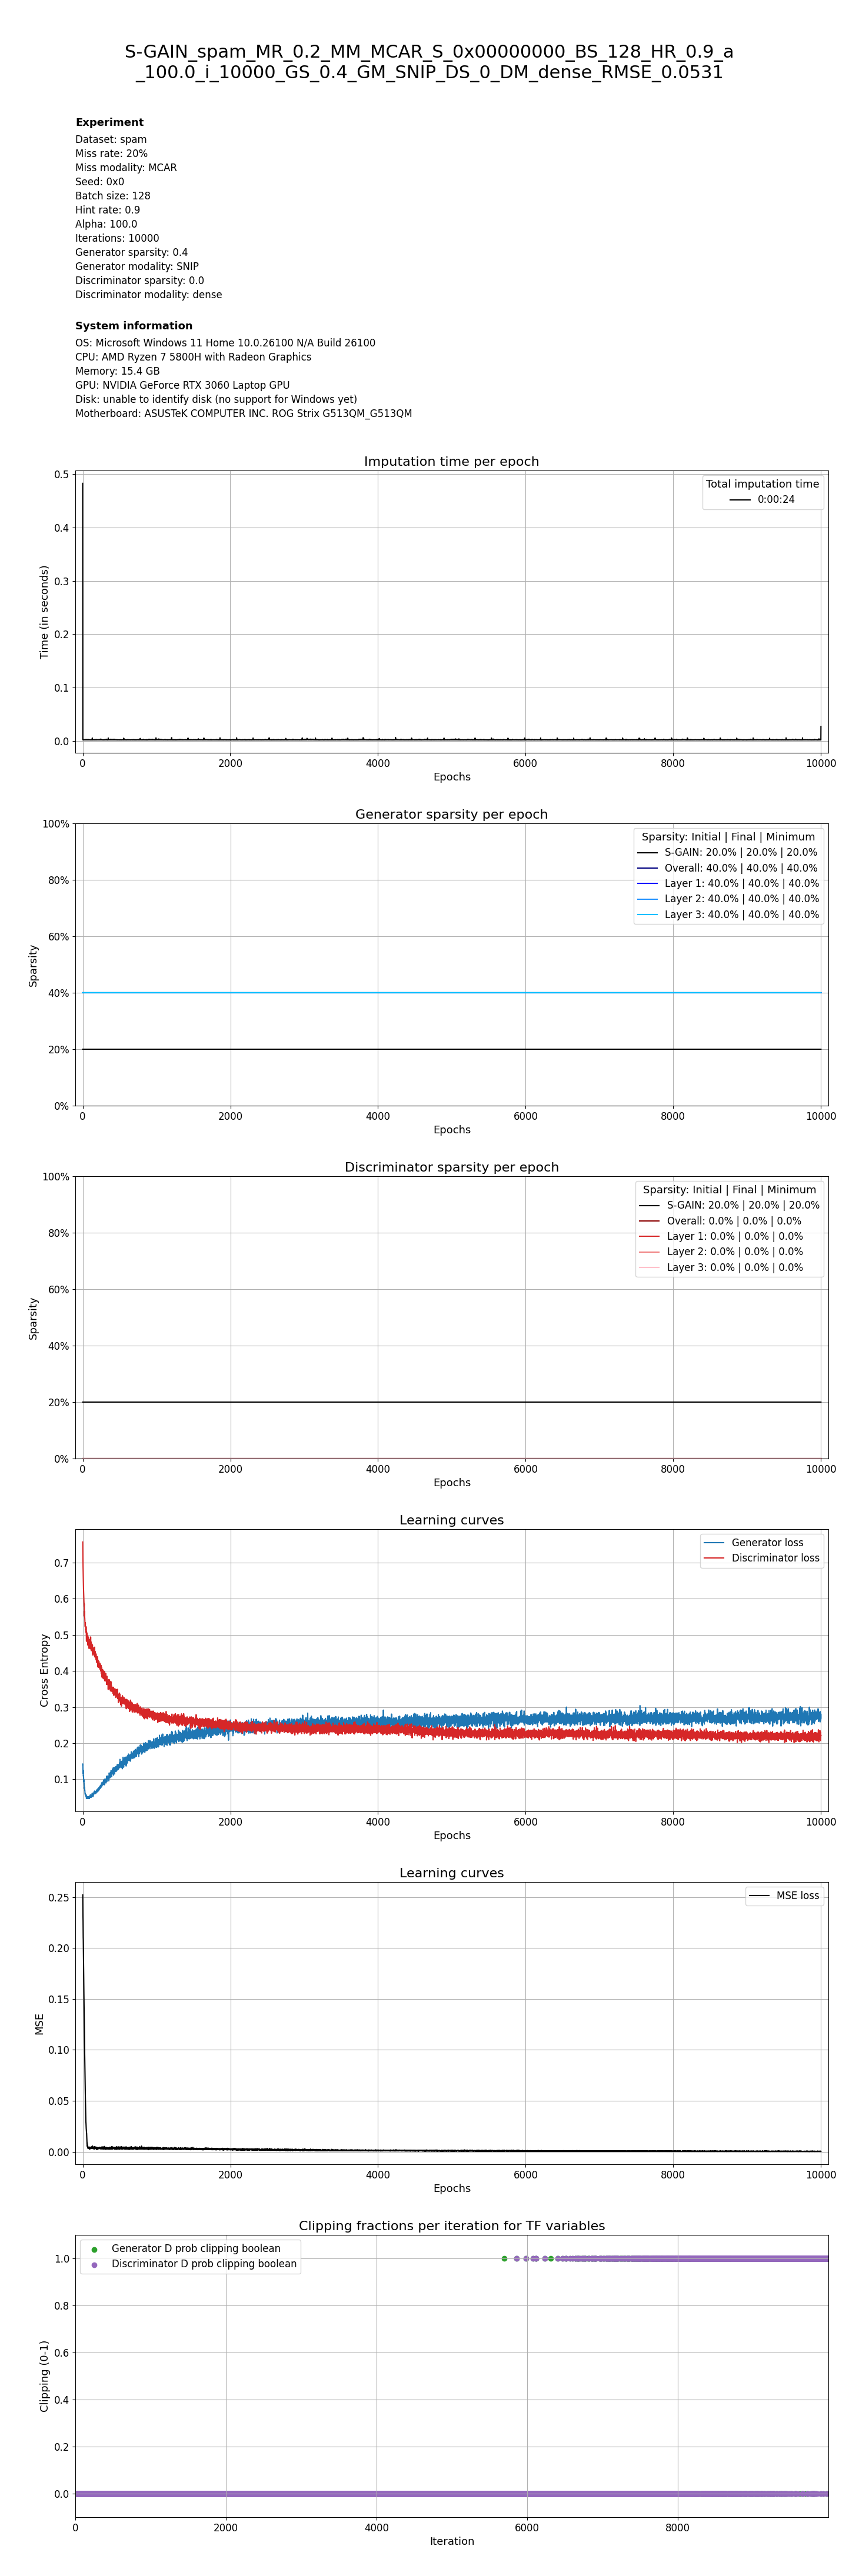 S-GAIN_spam_MR_0.2_MM_MCAR_S_0x00000000_BS_128_HR_0.9_a
_100.0_i_10000_GS_0.4_GM_SNIP_DS_0_DM_dense_RMSE_0.0531
Experiment
Dataset: spam
Miss rate: 20%
Miss modality: MCAR
Seed: 0x0
Batch size: 128
Hint rate: 0.9
Alpha: 100.0
Iterations: 10000
Generator sparsity: 0.4
Generator modality: SNIP
Discriminator sparsity: 0.0
Discriminator modality: dense
System information
OS: Microsoft Windows 11 Home 10.0.26100 N/A Build 26100
CPU: AMD Ryzen 7 5800H with Radeon Graphics
Memory: 15.4 GB
GPU: NVIDIA GeForce RTX 3060 Laptop GPU
Disk: unable to identify disk (no support for Windows yet)
Motherboard: ASUSTeK COMPUTER INC. ROG Strix G513QM_G513QM
Imputation time per epoch
Total imputation time
0:00:24
Time (in seconds)
0.5
0.4
0.3
0.2
0.1
0.0
0 2000 4000 6000 8000 10000
Epochs
Generator sparsity per epoch
Sparsity: Initial | Final | Minimum
S-GAIN: 20.0% | 20.0% | 20.0%
Overall: 40.0% | 40.0% | 40.0%
Layer 1: 40.0% | 40.0% | 40.0%
Layer 2: 40.0% | 40.0% | 40.0%
Layer 3: 40.0% | 40.0% | 40.0%
Sparsity
100%
80%
60%
40%
20%
0%
0 2000 4000 6000 8000 10000
Epochs
Discriminator sparsity per epoch
Sparsity: Initial | Final | Minimum
S-GAIN: 20.0% | 20.0% | 20.0%
Overall: 0.0% | 0.0% | 0.0%
Layer 1: 0.0% | 0.0% | 0.0%
Layer 2: 0.0% | 0.0% | 0.0%
Layer 3: 0.0% | 0.0% | 0.0%
Sparsity
100%
80%
60%
40%
20%
0%
0 2000 4000 6000 8000 10000
Epochs
Learning curves
Generator loss
Discriminator loss
Cross Entropy
0.7
0.6
0.5
0.4
0.3
0.2
0.1
0 2000 4000 6000 8000 10000
Epochs
Learning curves
MSE loss
MSE
0.25
0.20
0.15
0.10
0.05
0.00
0 2000 4000 6000 8000 10000
Epochs
Clipping fractions per iteration for TF variables
Generator D prob clipping boolean
Discriminator D prob clipping boolean
Clipping (0-1)
1.0
0.8
0.6
0.4
0.2
0.0
0 2000 4000 6000 8000
Iteration